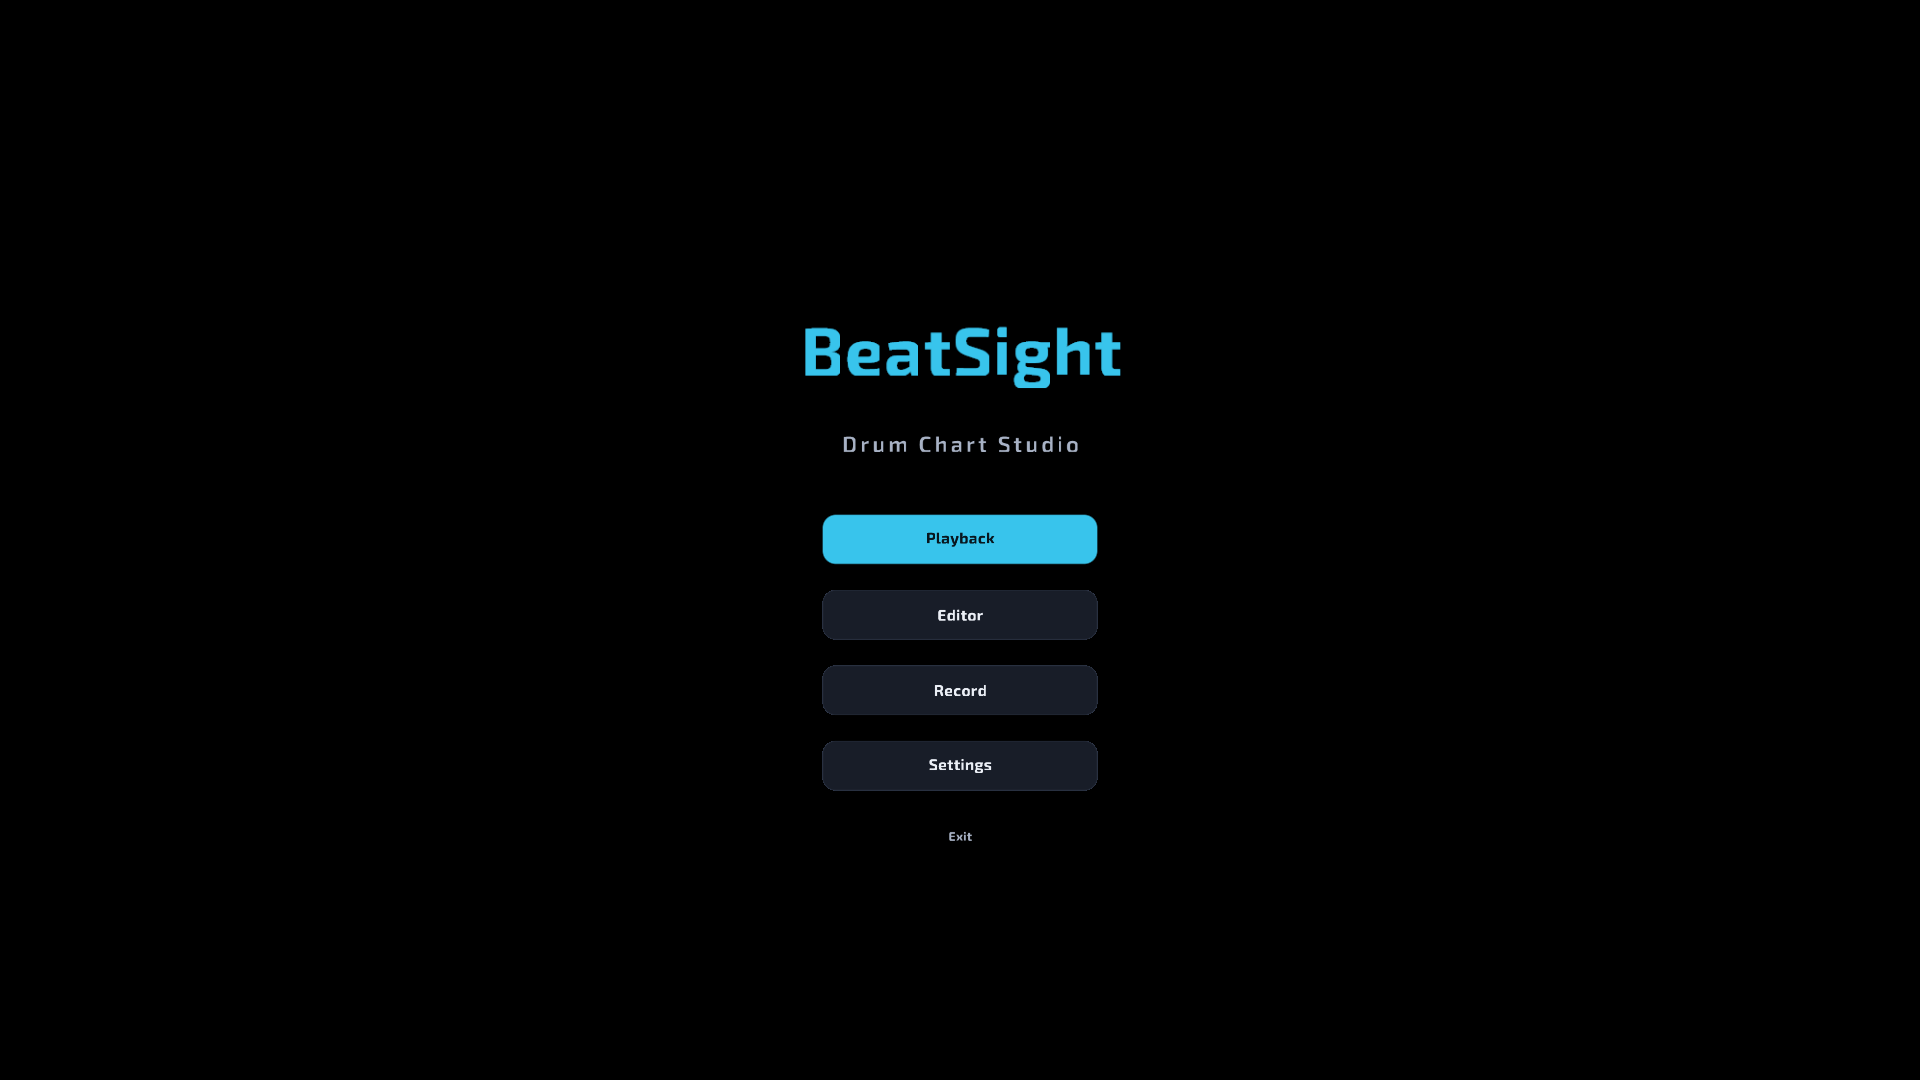 BeatSight
Drum Chart Studio
Playback
Editor
Record
Settings
Exit